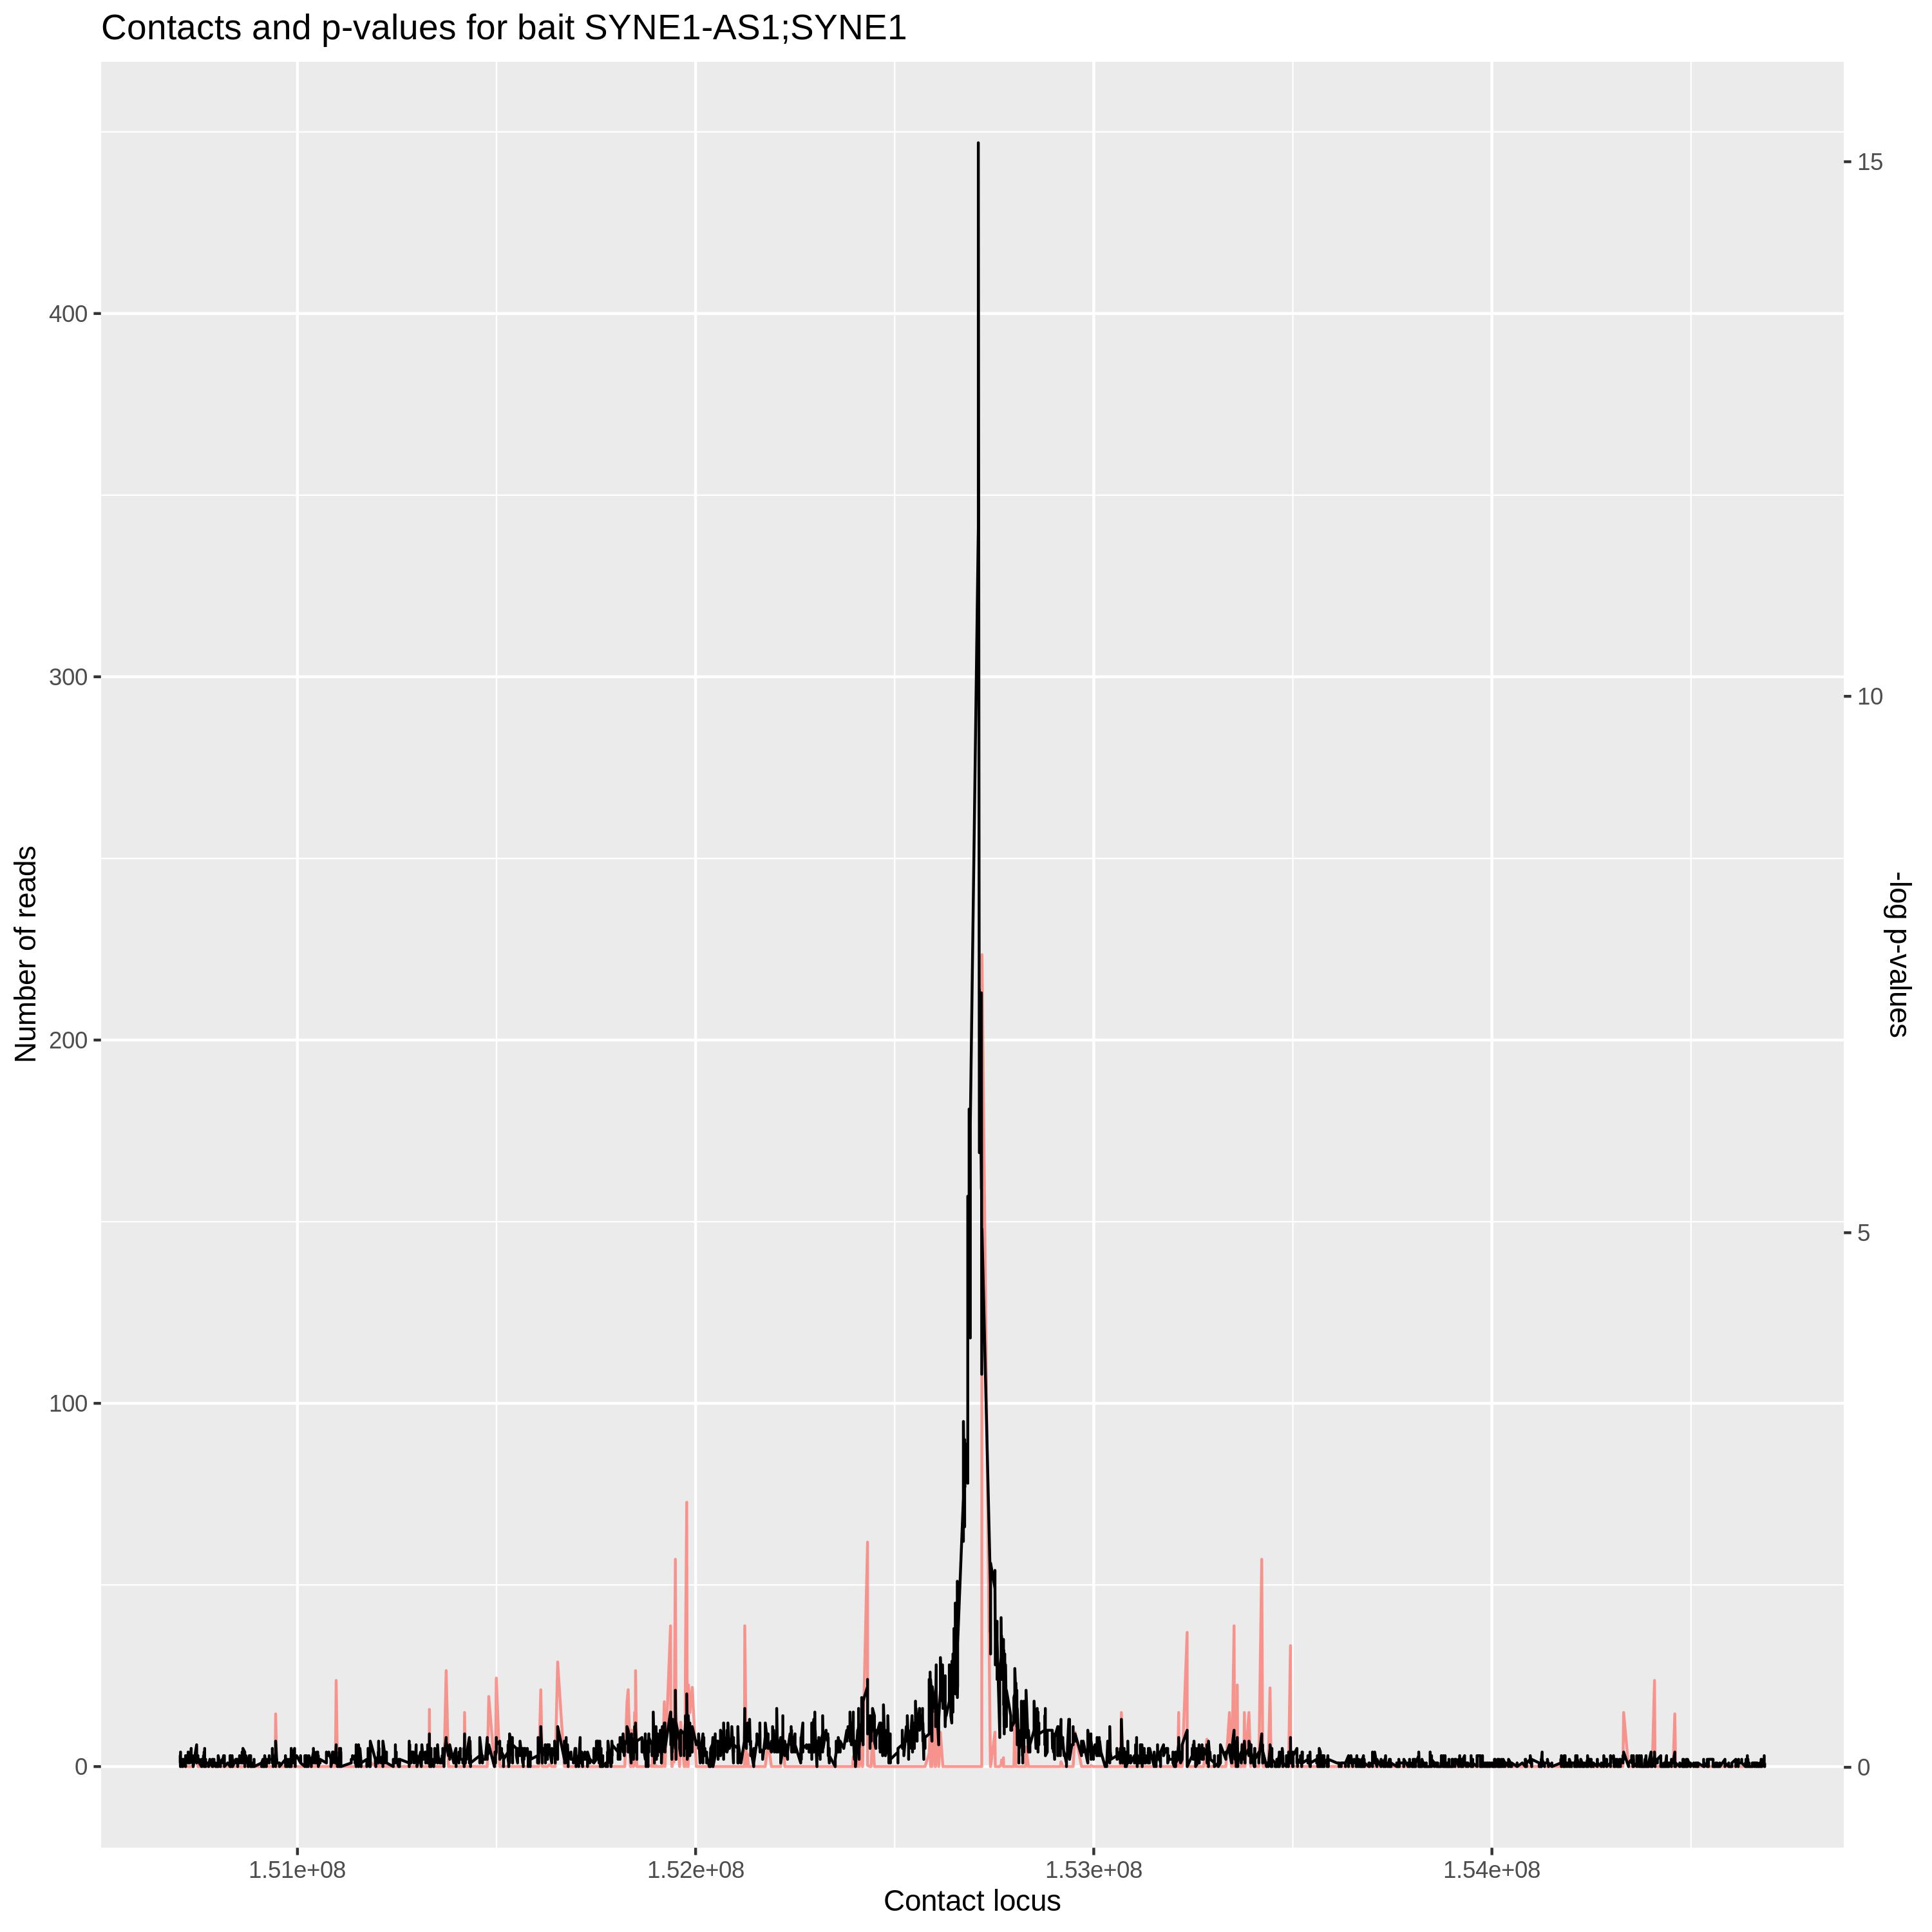 Contacts and p-values for bait SYNE1-AS1;SYNE1
Number of reads
400
300
200
100
0
15
10
5
0
-log p-values
1.51e+08
1.52e+08
1.53e+08
1.54e+08
Contact locus